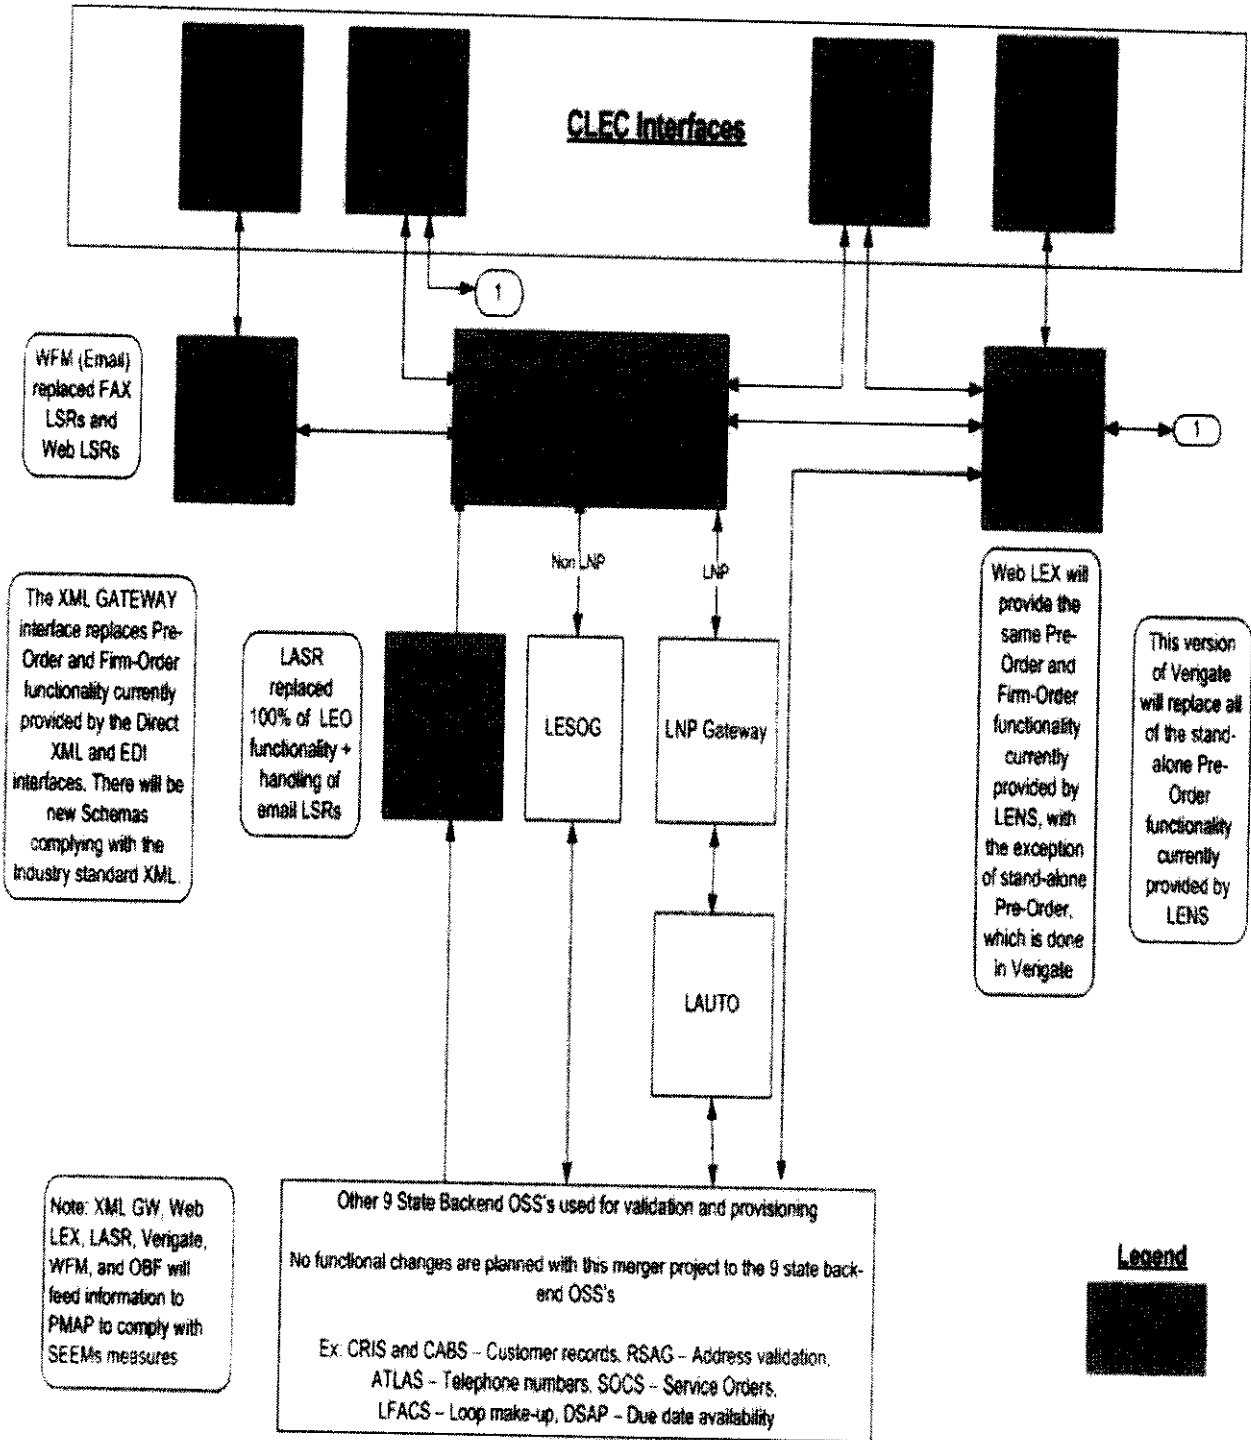 CLEC Interfaces
1
WFM (Email)
replaced FAX
LSRs and
Web LSRs
1
Non LNP
LNP
The XML GATEWAY
interface replaces Pre-
Order and Firm-Order
functionality currently
provided by the Direct
XML and EDI
interfaces. There will be
new Schemas
complying with the
Industry standard XML.
LASR
replaced
100% of LEO
functionality +
handling of
email LSRs
LESOG
LNP Gateway
Web LEX will
provide the
same Pre-
Order and
Firm-Order
functionality
currently
provided by
LENS, with
the exception
of stand-alone
Pre-Order,
which is done
in Verigate
This version
of Verigate
will replace all
of the stand-
alone Pre-
Order
functionality
currently
provided by
LENS
LAUTO
Note: XML GW, Web
LEX, LASR, Verigate,
WFM, and OBF will
feed information to
PMAP to comply with
SEEMs measures
Other 9 State Backend OSS's used for validation and provisioning
No functional changes are planned with this merger project to the 9 state back-
end OSS's
Ex: CRIS and CABS – Customer records, RSAG – Address validation,
ATLAS – Telephone numbers, SOCS – Service Orders,
LFACS – Loop make-up, DSAP – Due date availability
Legend